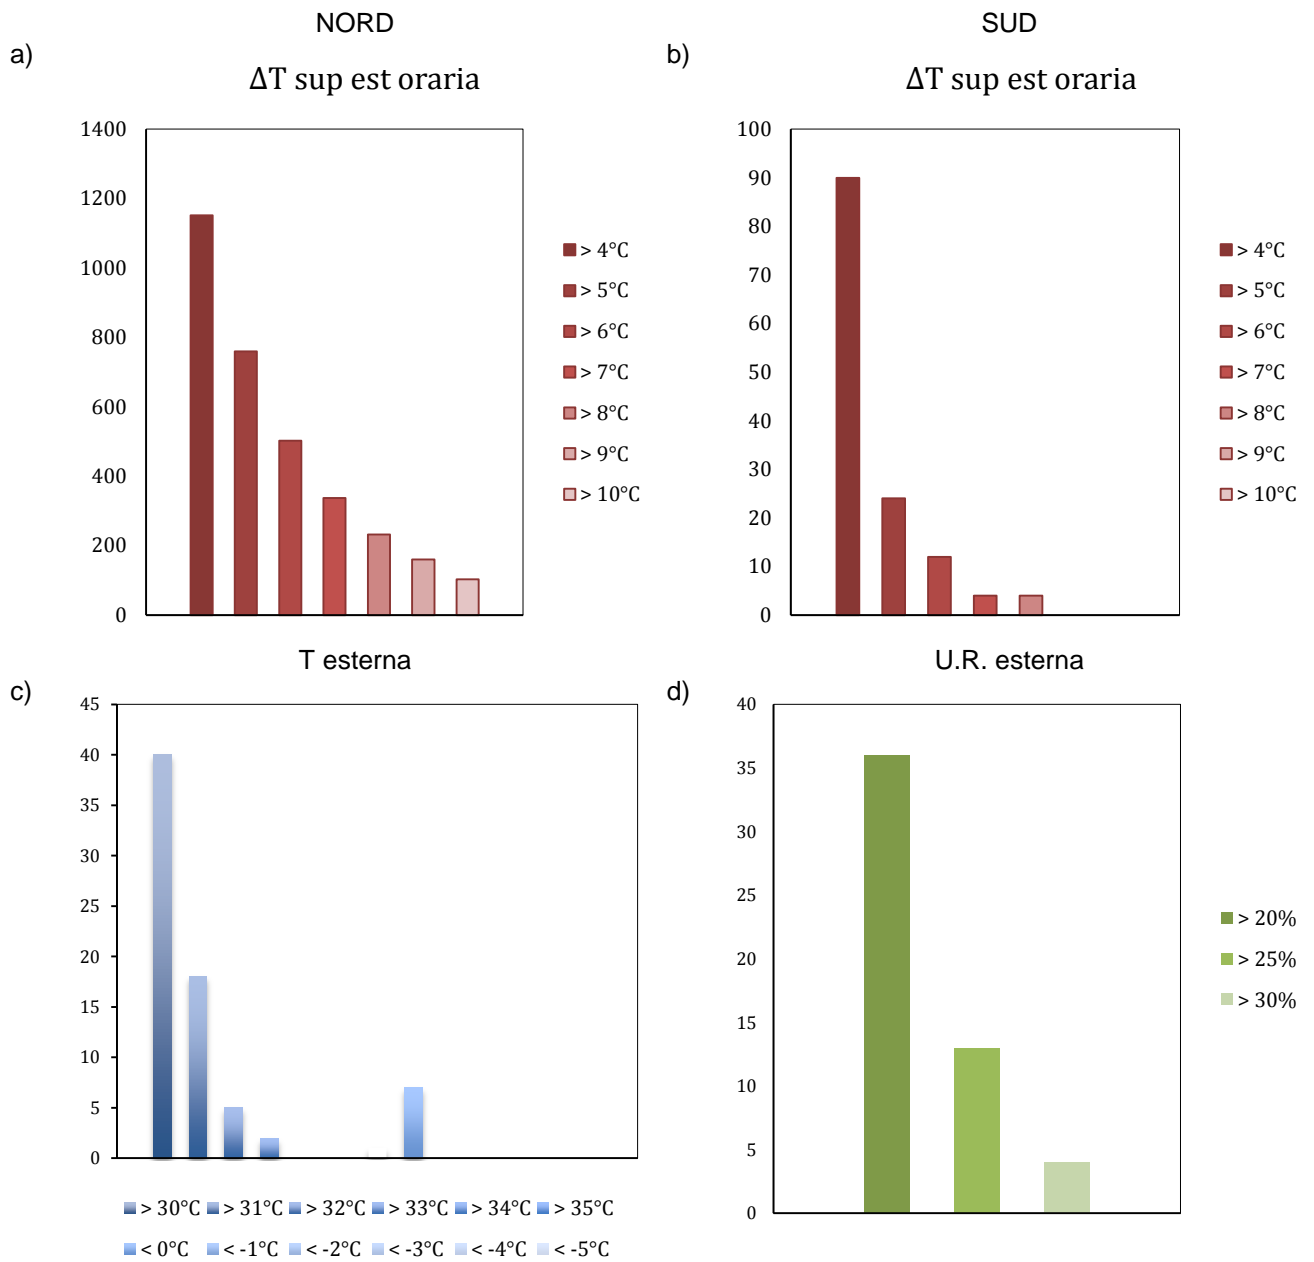 NORD
a)
ΔT sup est oraria
1400
1200
1000
800
600
400
200
0
> 4°C
> 5°C
> 6°C
> 7°C
> 8°C
> 9°C
> 10°C
SUD
b)
ΔT sup est oraria
100
90
80
70
60
50
40
30
20
10
0
> 4°C
> 5°C
> 6°C
> 7°C
> 8°C
> 9°C
> 10°C
T esterna
c)
45
40
35
30
25
20
15
10
5
0
> 30°C > 31°C > 32°C > 33°C > 34°C > 35°C
< 0°C < -1°C < -2°C < -3°C < -4°C < -5°C
U.R. esterna
d)
40
35
30
25
20
15
10
5
0
> 20%
> 25%
> 30%